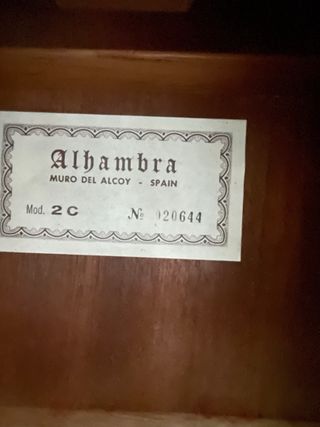 Alhambra
MURO DEL ALCOY - SPAIN
Mod. 2C № 020644